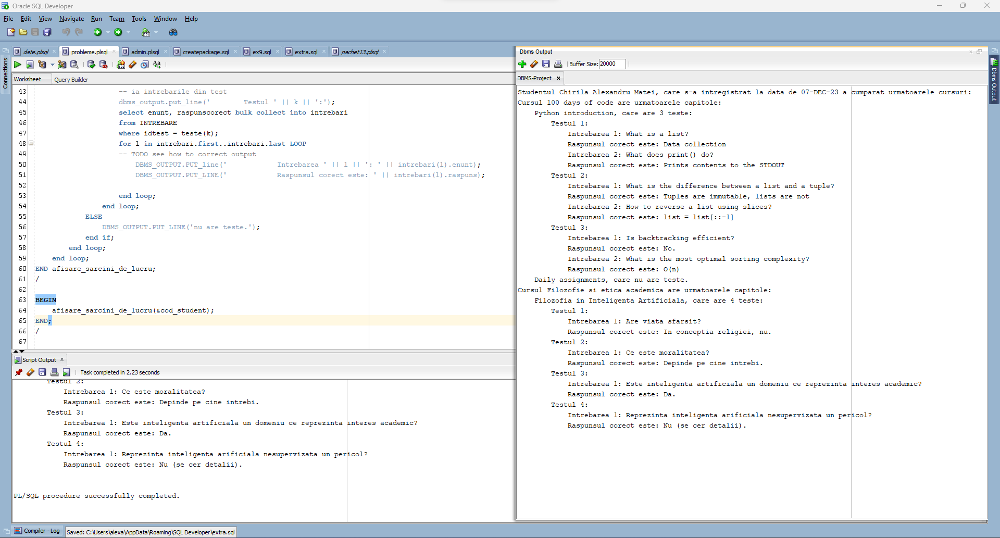 Oracle SQL Developer
File Edit View Navigate Run Team Tools Window Help
date.plsql probleme.plsql admin.plsql createpackage.sql ex9.sql extra.sql pachet13.plsql
Connections
Worksheet Query Builder
43 -- ia intrebarile din test
44 dbms_output.put_line('         Testul ' || k || ':');
45 select enunt, raspunscorect bulk collect into intrebari
46 from INTREBARE
47 where idtest = teste(k);
48 for l in intrebari.first..intrebari.last LOOP
49 -- TODO see how to correct output
50 DBMS_OUTPUT.PUT_line('            Intrebarea ' || l || ': ' || intrebari(l).enunt);
51 DBMS_OUTPUT.PUT_LINE('            Raspunsul corect este: ' || intrebari(l).raspuns);
52
53 end loop;
54 end loop;
55 ELSE
56 DBMS_OUTPUT.PUT_LINE('nu are teste.');
57 end if;
58 end loop;
59 end loop;
60 END afisare_sarcini_de_lucru;
61 /
62
63 BEGIN
64 afisare_sarcini_de_lucru(&cod_student);
65 END;
66 /
67
Script Output
Task completed in 2.23 seconds
Testul 2:
Intrebarea 1: Ce este moralitatea?
Raspunsul corect este: Depinde pe cine intrebi.
Testul 3:
Intrebarea 1: Este inteligenta artificiala un domeniu ce reprezinta interes academic?
Raspunsul corect este: Da.
Testul 4:
Intrebarea 1: Reprezinta inteligenta arificiala nesupervizata un pericol?
Raspunsul corect este: Nu (se cer detalii).
PL/SQL procedure successfully completed.
Dbms Output
Buffer Size: 20000
DBMS-Project
Studentul Chirila Alexandru Matei, care s-a intregistrat la data de 07-DEC-23 a cumparat urmatoarele cursuri:
Cursul 100 days of code are urmatoarele capitole:
Python introduction, care are 3 teste:
Testul 1:
Intrebarea 1: What is a list?
Raspunsul corect este: Data collection
Intrebarea 2: What does print() do?
Raspunsul corect este: Prints contents to the STDOUT
Testul 2:
Intrebarea 1: What is the difference between a list and a tuple?
Raspunsul corect este: Tuples are immutable, lists are not
Intrebarea 2: How to reverse a list using slices?
Raspunsul corect este: list = list[::-1]
Testul 3:
Intrebarea 1: Is backtracking efficient?
Raspunsul corect este: No.
Intrebarea 2: What is the most optimal sorting complexity?
Raspunsul corect este: O(n)
Daily assignments, care nu are teste.
Cursul Filozofie si etica academica are urmatoarele capitole:
Filozofia in Inteligenta Artificiala, care are 4 teste:
Testul 1:
Intrebarea 1: Are viata sfarsit?
Raspunsul corect este: In conceptia religiei, nu.
Testul 2:
Intrebarea 1: Ce este moralitatea?
Raspunsul corect este: Depinde pe cine intrebi.
Testul 3:
Intrebarea 1: Este inteligenta artificiala un domeniu ce reprezinta interes academic?
Raspunsul corect este: Da.
Testul 4:
Intrebarea 1: Reprezinta inteligenta arificiala nesupervizata un pericol?
Raspunsul corect este: Nu (se cer detalii).
Dbms Output
Compiler - Log
Saved: C:\Users\alexa\AppData\Roaming\SQL Developer\extra.sql